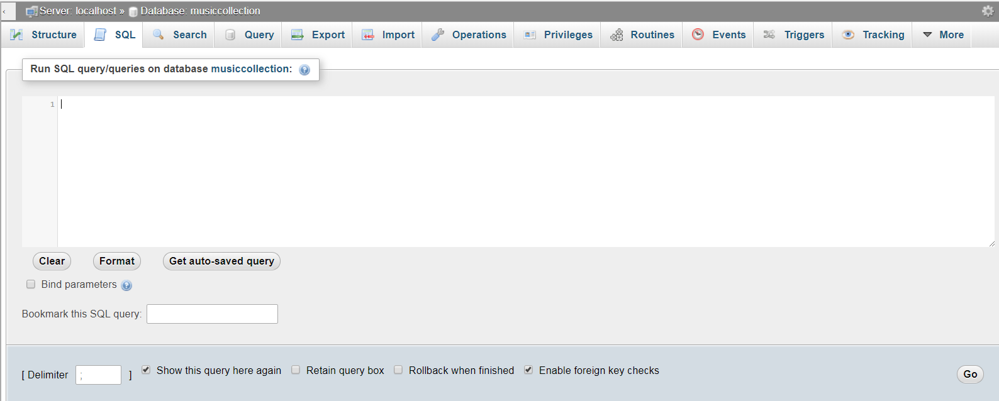 Server: localhost » Database: musiccollection
Structure SQL Search Query Export Import Operations Privileges Routines Events Triggers Tracking More
Run SQL query/queries on database musiccollection:
1
Clear Format Get auto-saved query
Bind parameters
Bookmark this SQL query:
[ Delimiter ; ] Show this query here again Retain query box Rollback when finished Enable foreign key checks Go